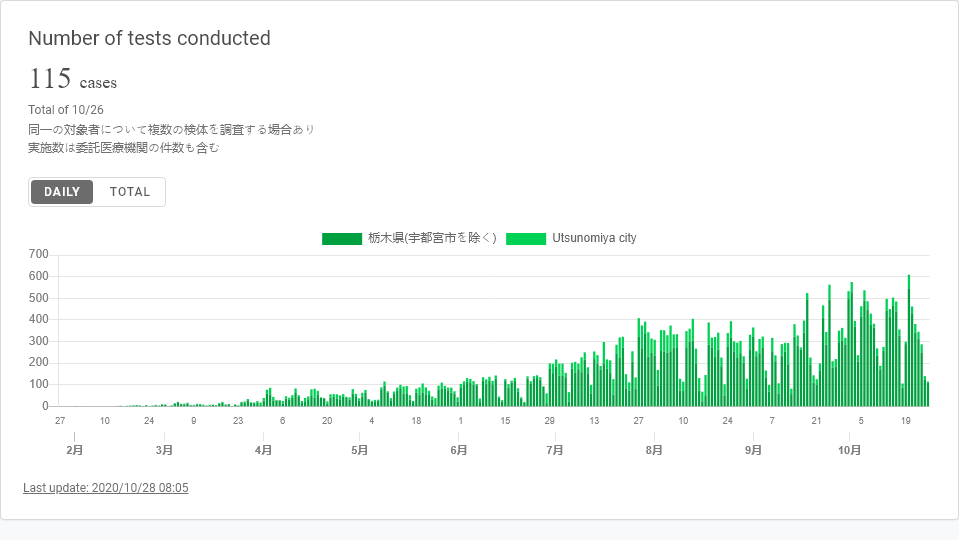 Number of tests conducted
115 cases
Total of 10/26
同一の対象者について複数の検体を調査する場合あり
実施数は委託医療機関の件数も含む
DAILY TOTAL
栃木県(宇都宮市を除く) Utsunomiya city
700
600
500
400
300
200
100
0
27 10 24 9 23 6 20 4 18 1 15 29 13 27 10 24 7 21 5 19
2月 3月 4月 5月 6月 7月 8月 9月 10月
Last update: 2020/10/28 08:05